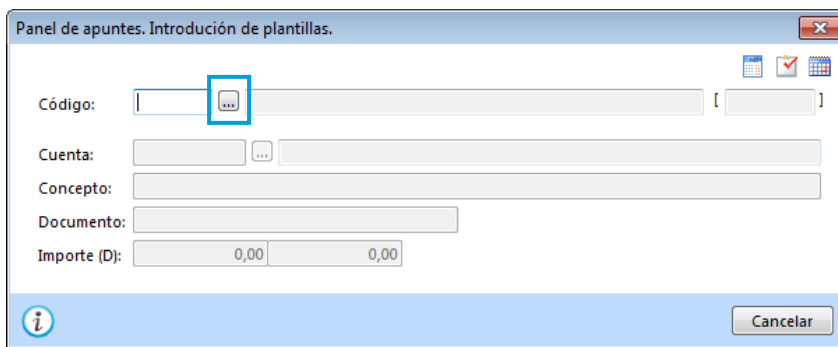 Panel de apuntes. Introdución de plantillas.
Código: ... [ ]
Cuenta: ...
Concepto:
Documento:
Importe (D): 0,00 0,00
Cancelar